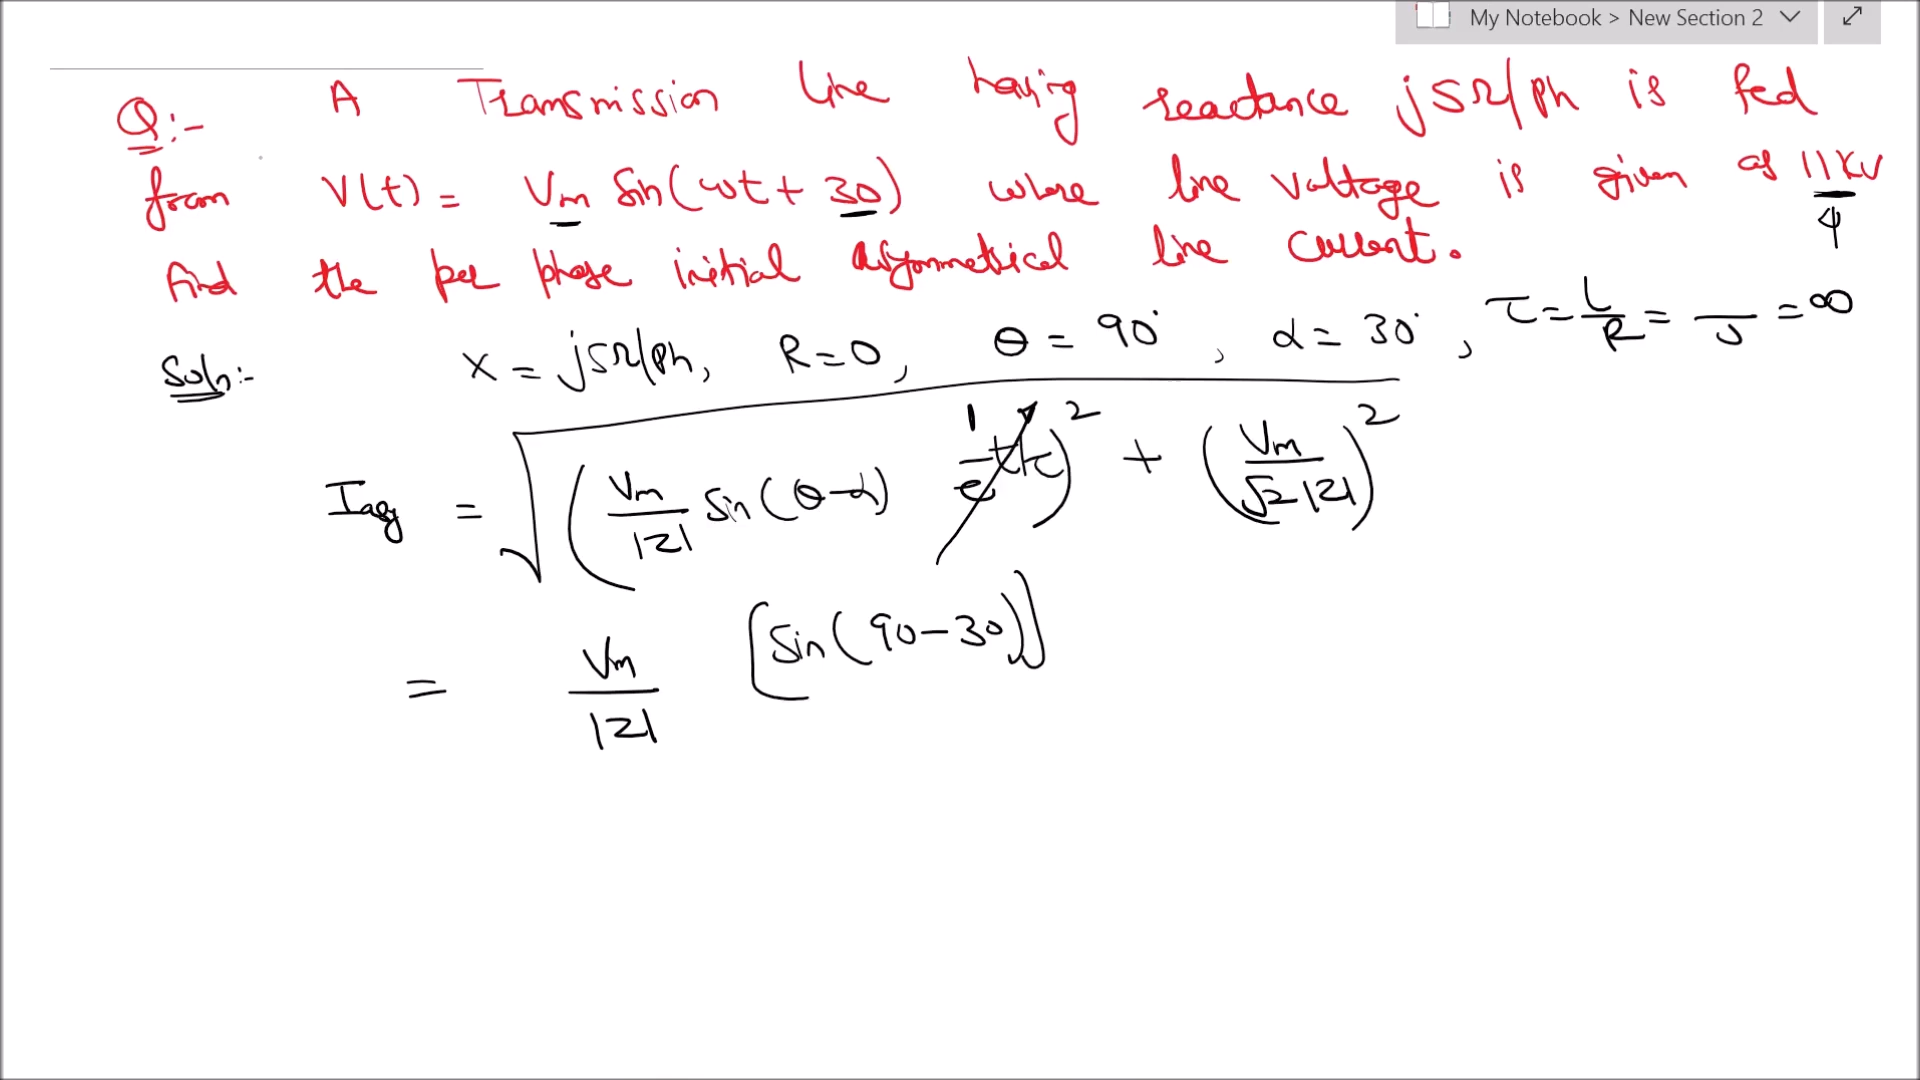 My Notebook > New Section 2
Q:- A Transmission line having reactance j5Ω/ph is fed
from V(t) = Vm Sin(ωt + 30) where line voltage is given as 11KV
find the per phase initial asymmetrical line current.
Soln:- X = j5Ω/ph, R=0, θ = 90°, α = 30°, τ = L/R = —/0 = ∞
Iasy = √((Vm/|Z| Sin(θ-α) e^-t/τ)² + (Vm/√2|Z|)²)
= Vm/|Z| [Sin(90-30)]